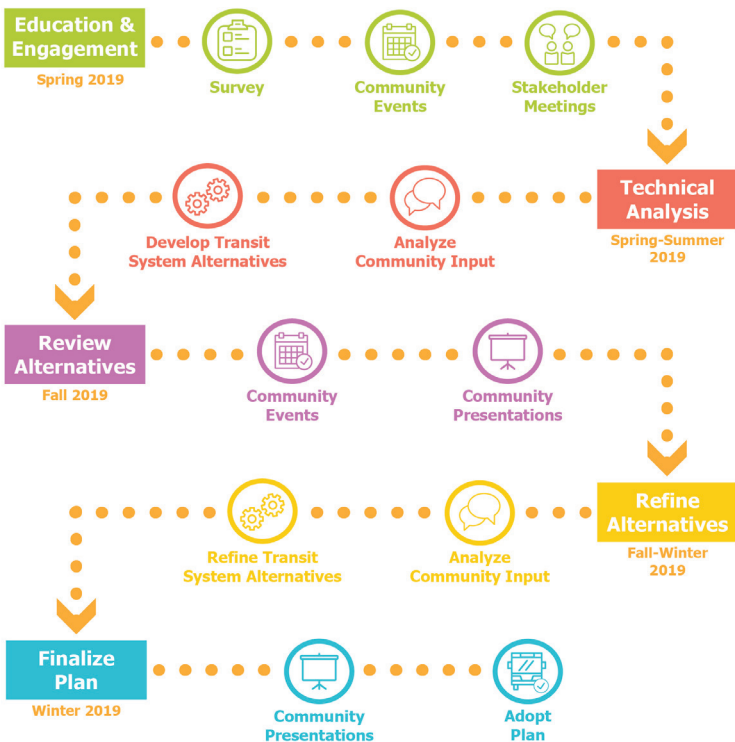 Education &
Engagement
Spring 2019
Survey
Community
Events
Stakeholder
Meetings
Technical
Analysis
Spring-Summer
2019
Analyze
Community Input
Develop Transit
System Alternatives
Review
Alternatives
Fall 2019
Community
Events
Community
Presentations
Refine
Alternatives
Fall-Winter
2019
Analyze
Community Input
Refine Transit
System Alternatives
Finalize
Plan
Winter 2019
Community
Presentations
Adopt
Plan